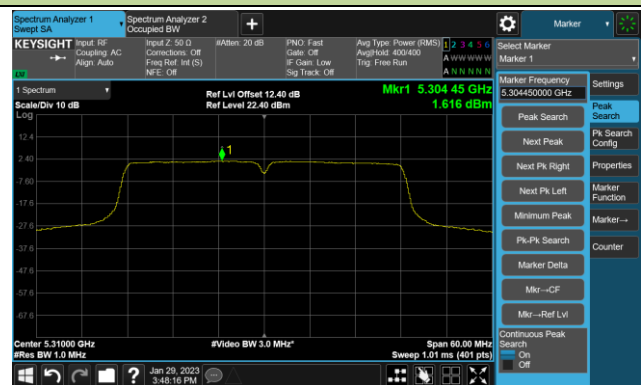 Spectrum Analyzer 1
Swept SA
Spectrum Analyzer 2
Occupied BW
+
Marker
KEYSIGHT
Input: RF
Coupling: AC
Align: Auto
Input Z: 50 Ω
Corrections: Off
Freq Ref: Int (S)
NFE: Off
#Atten: 20 dB
PNO: Fast
Gate: Off
IF Gain: Low
Sig Track: Off
Avg Type: Power (RMS)
Avg|Hold: 400/400
Trig: Free Run
1 2 3 4 5 6
A W W W W W
A N N N N N
LW
Select Marker
Marker 1
1 Spectrum
Scale/Div 10 dB
Log
Ref Lvl Offset 12.40 dB
Ref Level 22.40 dBm
Mkr1 5.304 45 GHz
1.616 dBm
12.4
2.40
-7.60
-17.6
-27.6
-37.6
-47.6
-57.6
-67.6
1
Center 5.31000 GHz
#Res BW 1.0 MHz
#Video BW 3.0 MHz*
Span 60.00 MHz
Sweep 1.01 ms (401 pts)
Marker Frequency
5.304450000 GHz
Peak Search
Next Peak
Next Pk Right
Next Pk Left
Minimum Peak
Pk-Pk Search
Marker Delta
Mkr→CF
Mkr→Ref Lvl
Continuous Peak
Search
On
Off
Settings
Peak
Search
Pk Search
Config
Properties
Marker
Function
Marker→
Counter
?
Jan 29, 2023
3:48:16 PM